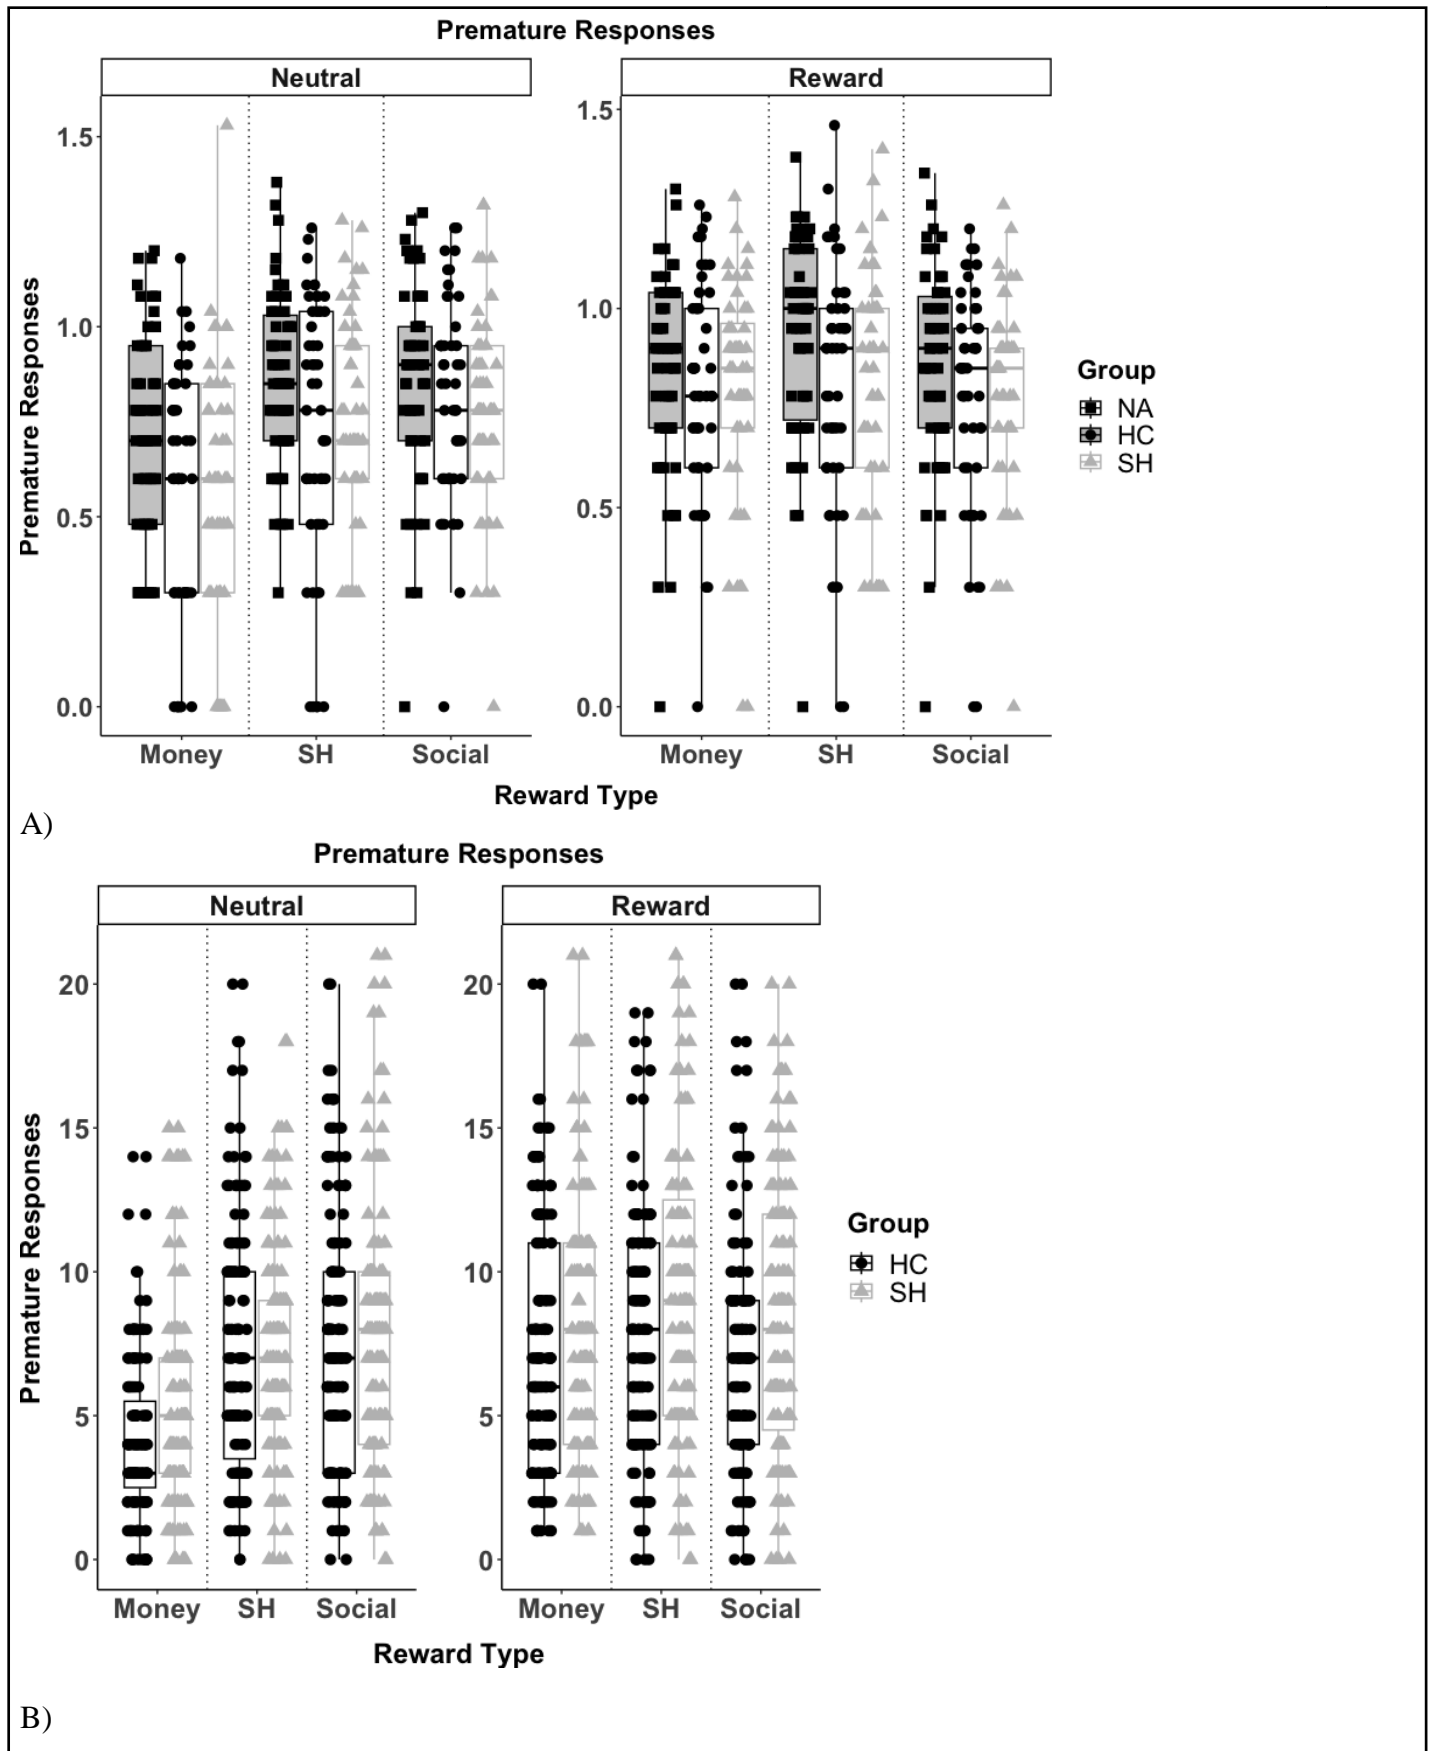 Premature Responses
Neutral
Reward
Premature Responses
1.5
1.0
0.5
0.0
1.5
1.0
0.5
0.0
Money SH Social
Money SH Social
Reward Type
Group
NA
HC
SH
A)
Premature Responses
Neutral
Reward
Premature Responses
20
15
10
5
0
20
15
10
5
0
Money SH Social
Money SH Social
Reward Type
Group
HC
SH
B)